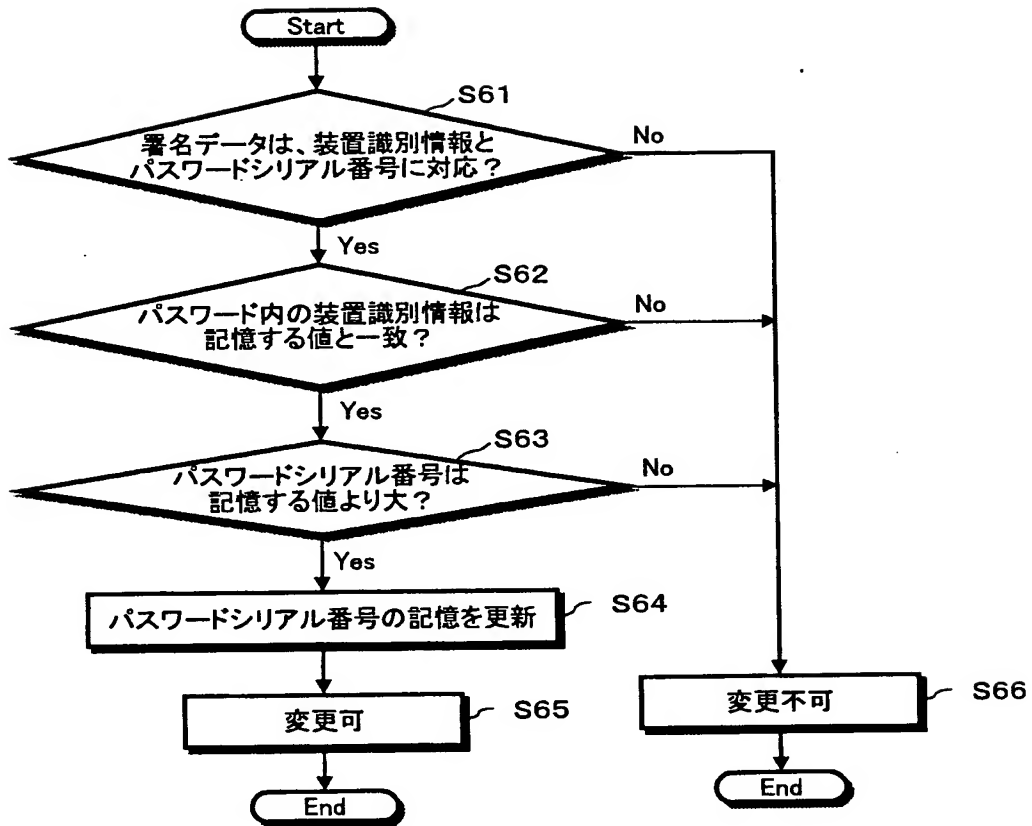 Start
S61
署名データは、装置識別情報と
パスワードシリアル番号に対応？
No
Yes
S62
パスワード内の装置識別情報は
記憶する値と一致？
No
Yes
S63
パスワードシリアル番号は
記憶する値より大？
No
Yes
パスワードシリアル番号の記憶を更新
S64
変更可
S65
変更不可
S66
End
End